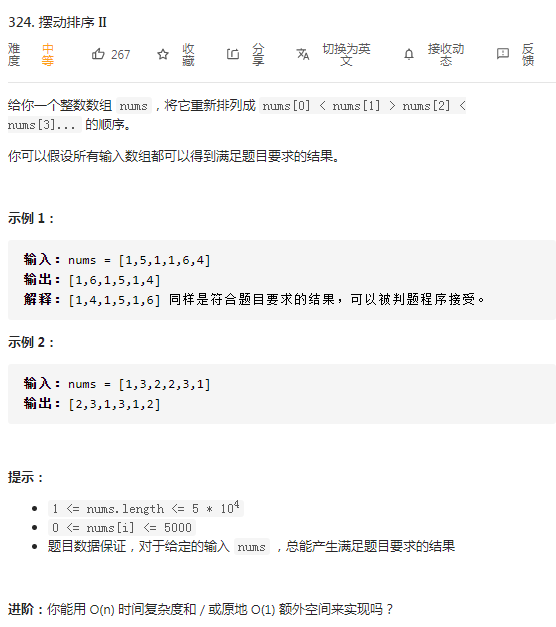 324. 摆动排序 II
难度 中等 267 收藏 分享 切换为英文 接收动态 反馈
给你一个整数数组 nums ，将它重新排列成 nums[0] < nums[1] > nums[2] <
nums[3]... 的顺序。
你可以假设所有输入数组都可以得到满足题目要求的结果。
示例 1：
输入：nums = [1,5,1,1,6,4]
输出：[1,6,1,5,1,4]
解释：[1,4,1,5,1,6] 同样是符合题目要求的结果，可以被判题程序接受。
示例 2：
输入：nums = [1,3,2,2,3,1]
输出：[2,3,1,3,1,2]
提示：
1 <= nums.length <= 5 * 10^4
0 <= nums[i] <= 5000
题目数据保证，对于给定的输入 nums ，总能产生满足题目要求的结果
进阶：你能用 O(n) 时间复杂度和 / 或原地 O(1) 额外空间来实现吗？